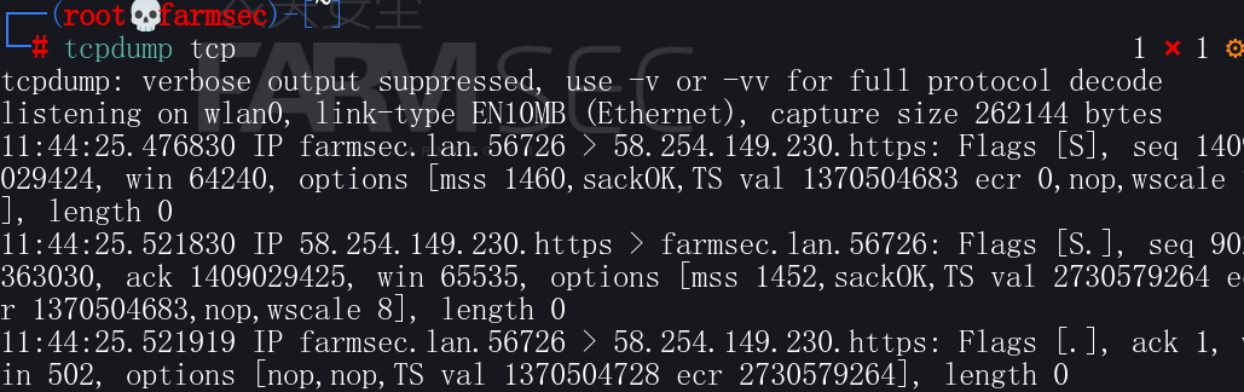 (root💀farmsec)-[~]
# tcpdump tcp 1 ⨯ 1 ⚙
tcpdump: verbose output suppressed, use -v or -vv for full protocol decode
listening on wlan0, link-type EN10MB (Ethernet), capture size 262144 bytes
11:44:25.476830 IP farmsec.lan.56726 > 58.254.149.230.https: Flags [S], seq 1409
029424, win 64240, options [mss 1460,sackOK,TS val 1370504683 ecr 0,nop,wscale
], length 0
11:44:25.521830 IP 58.254.149.230.https > farmsec.lan.56726: Flags [S.], seq 90
363030, ack 1409029425, win 65535, options [mss 1452,sackOK,TS val 2730579264 ec
r 1370504683,nop,wscale 8], length 0
11:44:25.521919 IP farmsec.lan.56726 > 58.254.149.230.https: Flags [.], ack 1,
in 502, options [nop,nop,TS val 1370504728 ecr 2730579264], length 0
FARMSEC